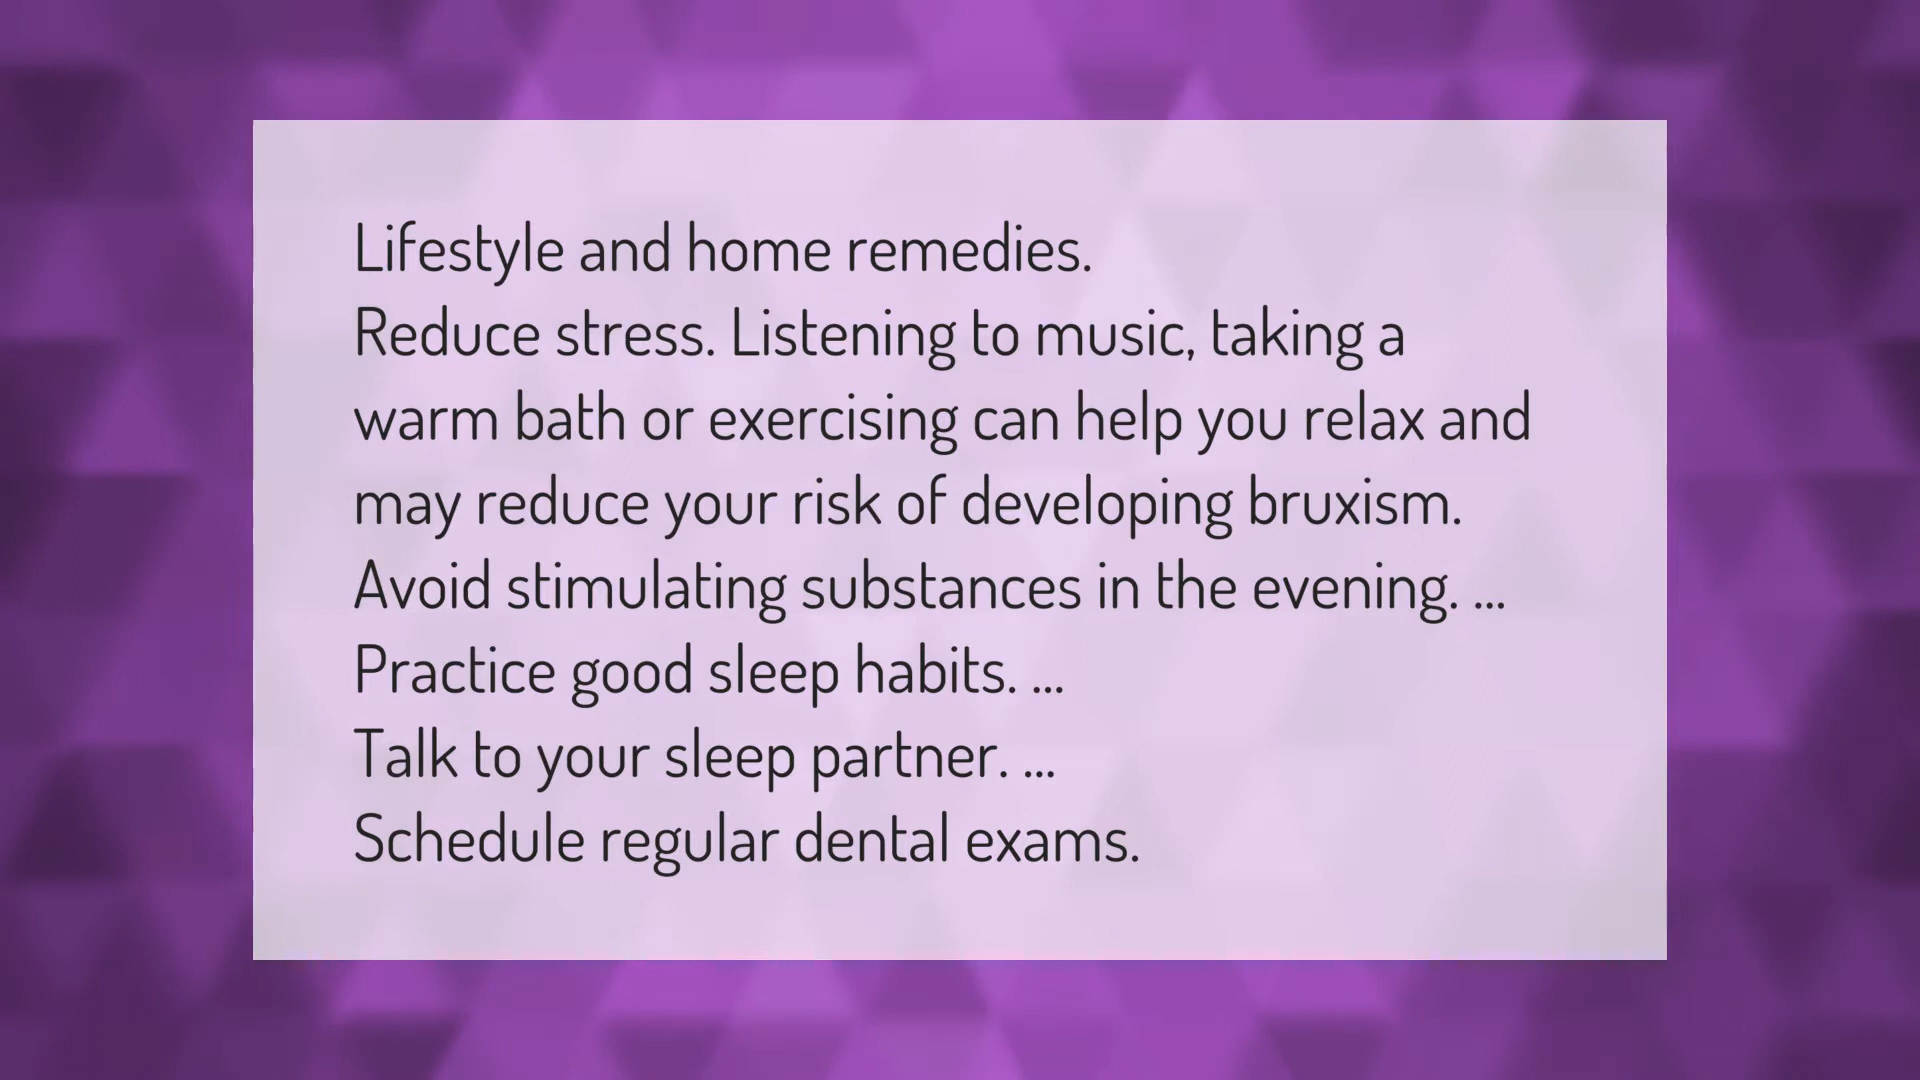 Lifestyle and home remedies.
Reduce stress. Listening to music, taking a
warm bath or exercising can help you relax and
may reduce your risk of developing bruxism.
Avoid stimulating substances in the evening. ...
Practice good sleep habits. ...
Talk to your sleep partner. ...
Schedule regular dental exams.